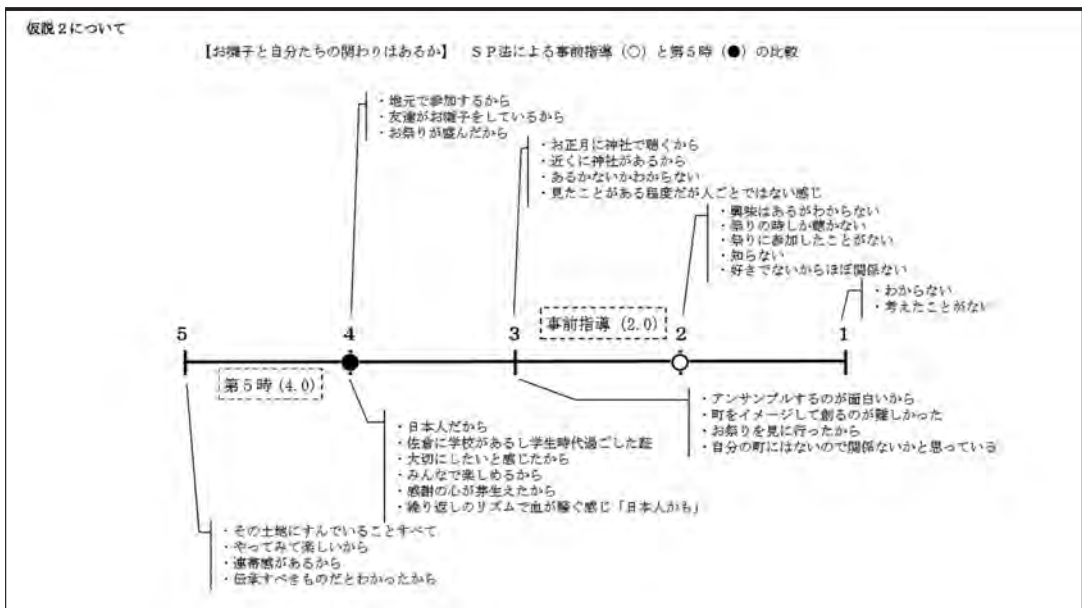 仮説２について
【お囃子と自分たちの関わりはあるか】　ＳＰ法による事前指導（○）と第５時（●）の比較
・地元で参加するから
・友達がお囃子をしているから
・お祭りが盛んだから
・お正月に神社で聴くから
・近くに神社があるから
・あるかないかわからない
・見たことがある程度だが人ごとではない感じ
・興味はあるがわからない
・祭りの時しか聴かない
・祭りに参加したことがない
・知らない
・好きでないからほぼ関係ない
・わからない
・考えたことがない
5 4 3 事前指導 (2.0) 2 1
第５時 (4.0)
・アンサンブルするのが面白いから
・町をイメージして創るのが難しかった
・お祭りを見に行ったから
・自分の町にはないので関係ないかと思っている
・日本人だから
・佐倉に学校があるし学生時代過ごした証
・大切にしたいと感じたから
・みんなで楽しめるから
・感謝の心が芽生えたから
・繰り返しのリズムで血が騒ぐ感じ「日本人かも」
・その土地にすんでいることすべて
・やってみて楽しいから
・連帯感があるから
・伝承すべきものだとわかったから